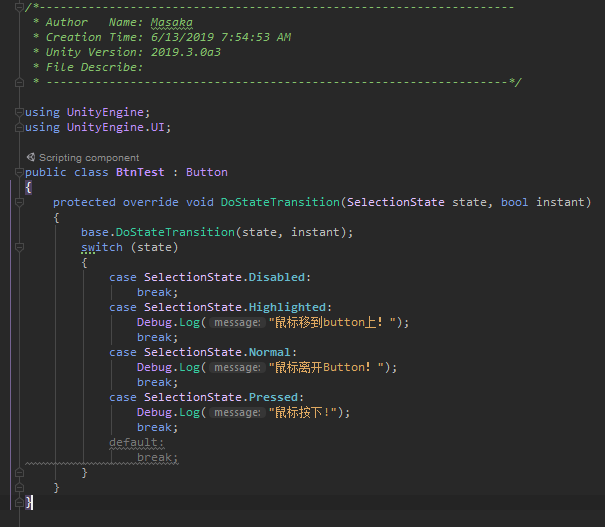 /*--------------------------------------------------------------------
* Author   Name: Masaka
* Creation Time: 6/13/2019 7:54:53 AM
* Unity Version: 2019.3.0a3
* File Describe:
* ------------------------------------------------------------------*/
using UnityEngine;
using UnityEngine.UI;
Scripting component
public class BtnTest : Button
{
    protected override void DoStateTransition(SelectionState state, bool instant)
    {
        base.DoStateTransition(state, instant);
        switch (state)
        {
            case SelectionState.Disabled:
                break;
            case SelectionState.Highlighted:
                Debug.Log( message: "鼠标移到button上！");
                break;
            case SelectionState.Normal:
                Debug.Log( message: "鼠标离开Button！");
                break;
            case SelectionState.Pressed:
                Debug.Log( message: "鼠标按下!");
                break;
            default:
                break;
        }
    }
}